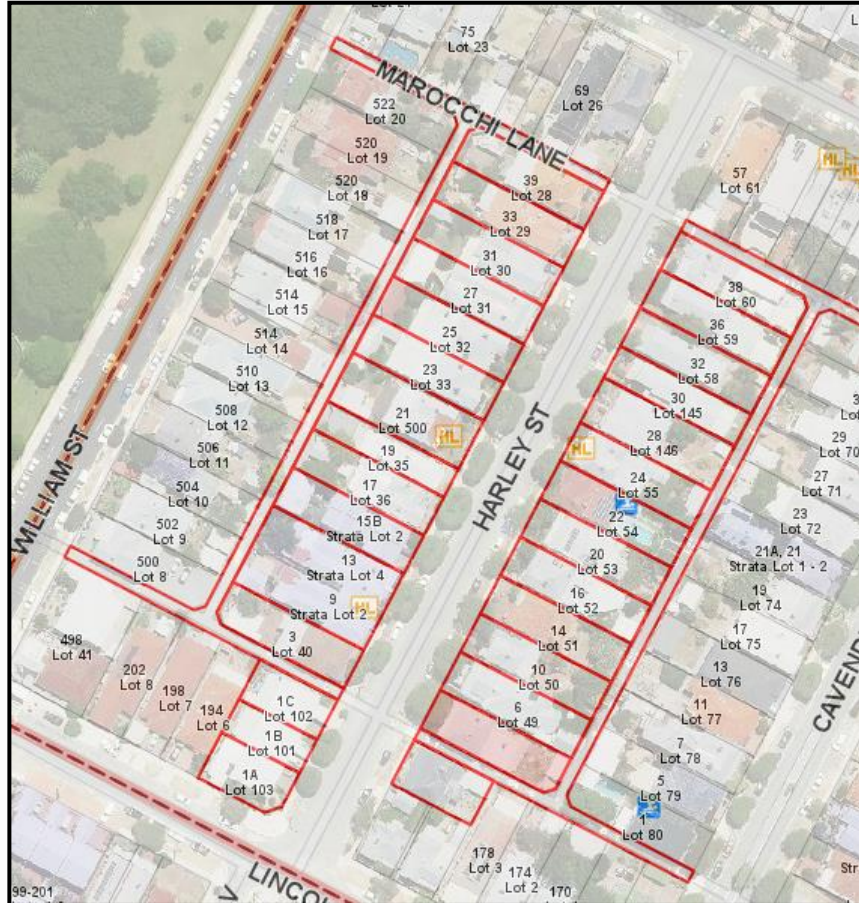 75
Lot 23
MAROCCHI LANE
69
Lot 26
522
Lot 20
520
Lot 19
520
Lot 18
518
Lot 17
516
Lot 16
514
Lot 15
514
Lot 14
510
Lot 13
508
Lot 12
506
Lot 11
504
Lot 10
502
Lot 9
500
Lot 8
WILLIAM ST
39
Lot 28
33
Lot 29
31
Lot 30
27
Lot 31
25
Lot 32
23
Lot 33
21
Lot 500
HL
19
Lot 35
17
Lot 36
15B
Strata Lot 2
13
Strata Lot 4
9
Strata Lot 2
HL
3
Lot 40
1C
Lot 102
1B
Lot 101
1A
Lot 103
498
Lot 41
202
Lot 8
198
Lot 7
194
Lot 6
HARLEY ST
HL
57
Lot 61
HL
HL
38
Lot 60
36
Lot 59
32
Lot 58
30
Lot 145
28
Lot 146
24
Lot 55
22
Lot 54
20
Lot 53
16
Lot 52
14
Lot 51
10
Lot 50
6
Lot 49
29
Lot 70
27
Lot 71
23
Lot 72
21A, 21
Strata Lot 1 - 2
19
Lot 74
17
Lot 75
13
Lot 76
11
Lot 77
7
Lot 78
5
Lot 79
1
Lot 80
CAVEND
178
Lot 3
174
Lot 2
170
LINCOL
99-201
Str